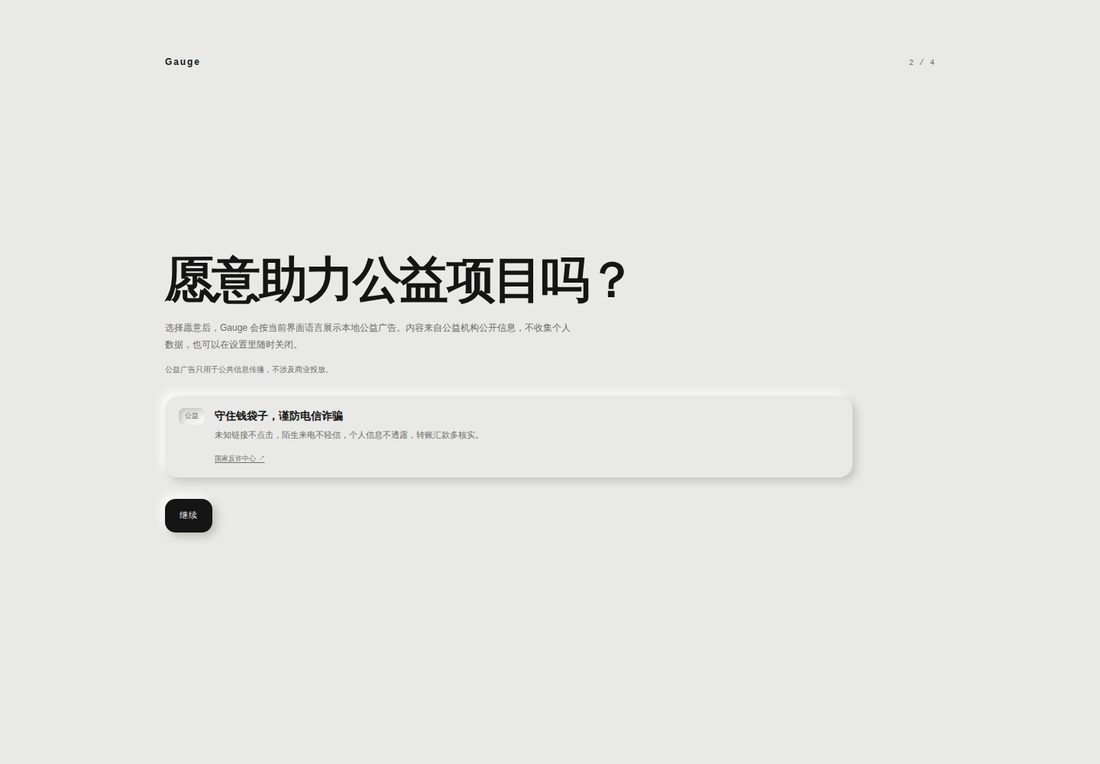 Gauge
2 / 4
愿意助力公益项目吗？
选择愿意后，Gauge 会按当前界面语言展示本地公益广告。内容来自公益机构公开信息，不收集个人
数据，也可以在设置里随时关闭。
公益广告只用于公共信息传播，不涉及商业投放。
公益
守住钱袋子，谨防电信诈骗
未知链接不点击，陌生来电不轻信，个人信息不透露，转账汇款多核实。
国家反诈中心 ↗
继续